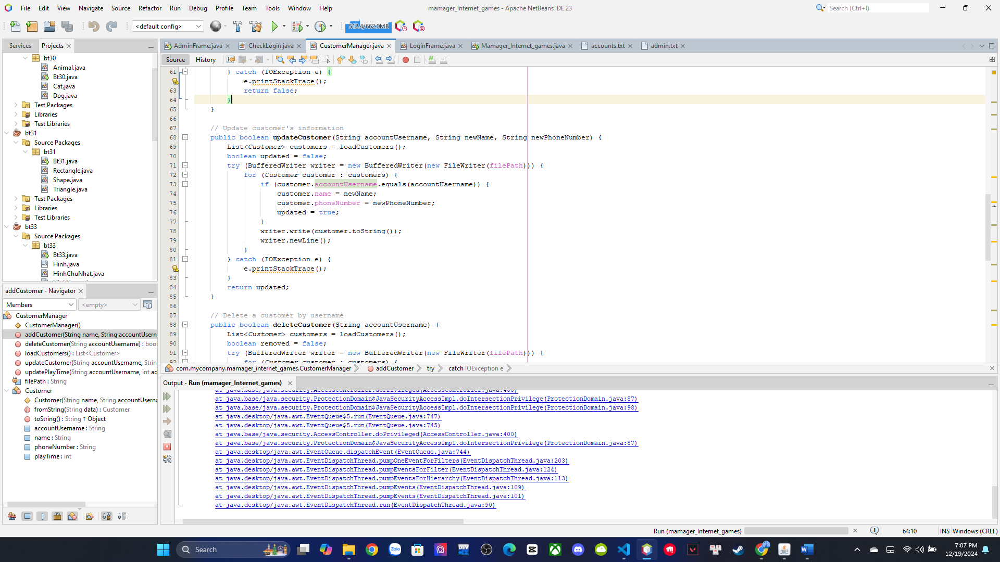 File Edit View Navigate Source Refactor Run Debug Profile Team Tools Window Help
mamager_Internet_games - Apache NetBeans IDE 23
Search (Ctrl+I)
<default config>
512.4/662.0MB
Services Projects
AdminFrame.java CheckLogin.java CustomerManager.java LoginFrame.java Mamager_Internet_games.java accounts.txt admin.txt
Source History
bt30
Animal.java
Bt30.java
Cat.java
Dog.java
Test Packages
Libraries
Test Libraries
bt31
Source Packages
bt31
Bt31.java
Rectangle.java
Shape.java
Triangle.java
Test Packages
Libraries
Test Libraries
bt33
Source Packages
bt33
Bt33.java
Hinh.java
HinhChuNhat.java
61 } catch (IOException e) {
e.printStackTrace();
63 return false;
64 }
65 }
66
67 // Update customer's information
68 public boolean updateCustomer(String accountUsername, String newName, String newPhoneNumber) {
69 List<Customer> customers = loadCustomers();
70 boolean updated = false;
71 try (BufferedWriter writer = new BufferedWriter(new FileWriter(filePath))) {
72 for (Customer customer : customers) {
73 if (customer.accountUsername.equals(accountUsername)) {
74 customer.name = newName;
75 customer.phoneNumber = newPhoneNumber;
76 updated = true;
77 }
78 writer.write(customer.toString());
79 writer.newLine();
80 }
81 } catch (IOException e) {
e.printStackTrace();
83 }
84 return updated;
85 }
86
87 // Delete a customer by username
88 public boolean deleteCustomer(String accountUsername) {
89 List<Customer> customers = loadCustomers();
90 boolean removed = false;
91 try (BufferedWriter writer = new BufferedWriter(new FileWriter(filePath))) {
92 for (Customer customer : customers) {
com.mycompany.mamager_internet_games.CustomerManager addCustomer try catch IOException e
addCustomer - Navigator
Members <empty>
CustomerManager
CustomerManager()
addCustomer(String name, String accountUsern
deleteCustomer(String accountUsername) : bool
loadCustomers() : List<Customer>
updateCustomer(String accountUsername, Strin
updatePlayTime(String accountUsername, int ad
filePath : String
Customer
Customer(String name, String accountUserna
fromString(String data) : Customer
toString() : String ↑ Object
accountUsername : String
name : String
phoneNumber : String
playTime : int
Output - Run (mamager_Internet_games)
at java.base/java.security.AccessController.doPrivileged(AccessController.java:400)
at java.base/java.security.ProtectionDomain$JavaSecurityAccessImpl.doIntersectionPrivilege(ProtectionDomain.java:87)
at java.base/java.security.ProtectionDomain$JavaSecurityAccessImpl.doIntersectionPrivilege(ProtectionDomain.java:98)
at java.desktop/java.awt.EventQueue$5.run(EventQueue.java:747)
at java.desktop/java.awt.EventQueue$5.run(EventQueue.java:745)
at java.base/java.security.AccessController.doPrivileged(AccessController.java:400)
at java.base/java.security.ProtectionDomain$JavaSecurityAccessImpl.doIntersectionPrivilege(ProtectionDomain.java:87)
at java.desktop/java.awt.EventQueue.dispatchEvent(EventQueue.java:744)
at java.desktop/java.awt.EventDispatchThread.pumpOneEventForFilters(EventDispatchThread.java:203)
at java.desktop/java.awt.EventDispatchThread.pumpEventsForFilter(EventDispatchThread.java:124)
at java.desktop/java.awt.EventDispatchThread.pumpEventsForHierarchy(EventDispatchThread.java:113)
at java.desktop/java.awt.EventDispatchThread.pumpEvents(EventDispatchThread.java:109)
at java.desktop/java.awt.EventDispatchThread.pumpEvents(EventDispatchThread.java:101)
at java.desktop/java.awt.EventDispatchThread.run(EventDispatchThread.java:90)
Run (mamager_Internet_games) 1 64:10 INS Windows (CRLF)
Search
Zalo
DEV
7:07 PM
12/19/2024